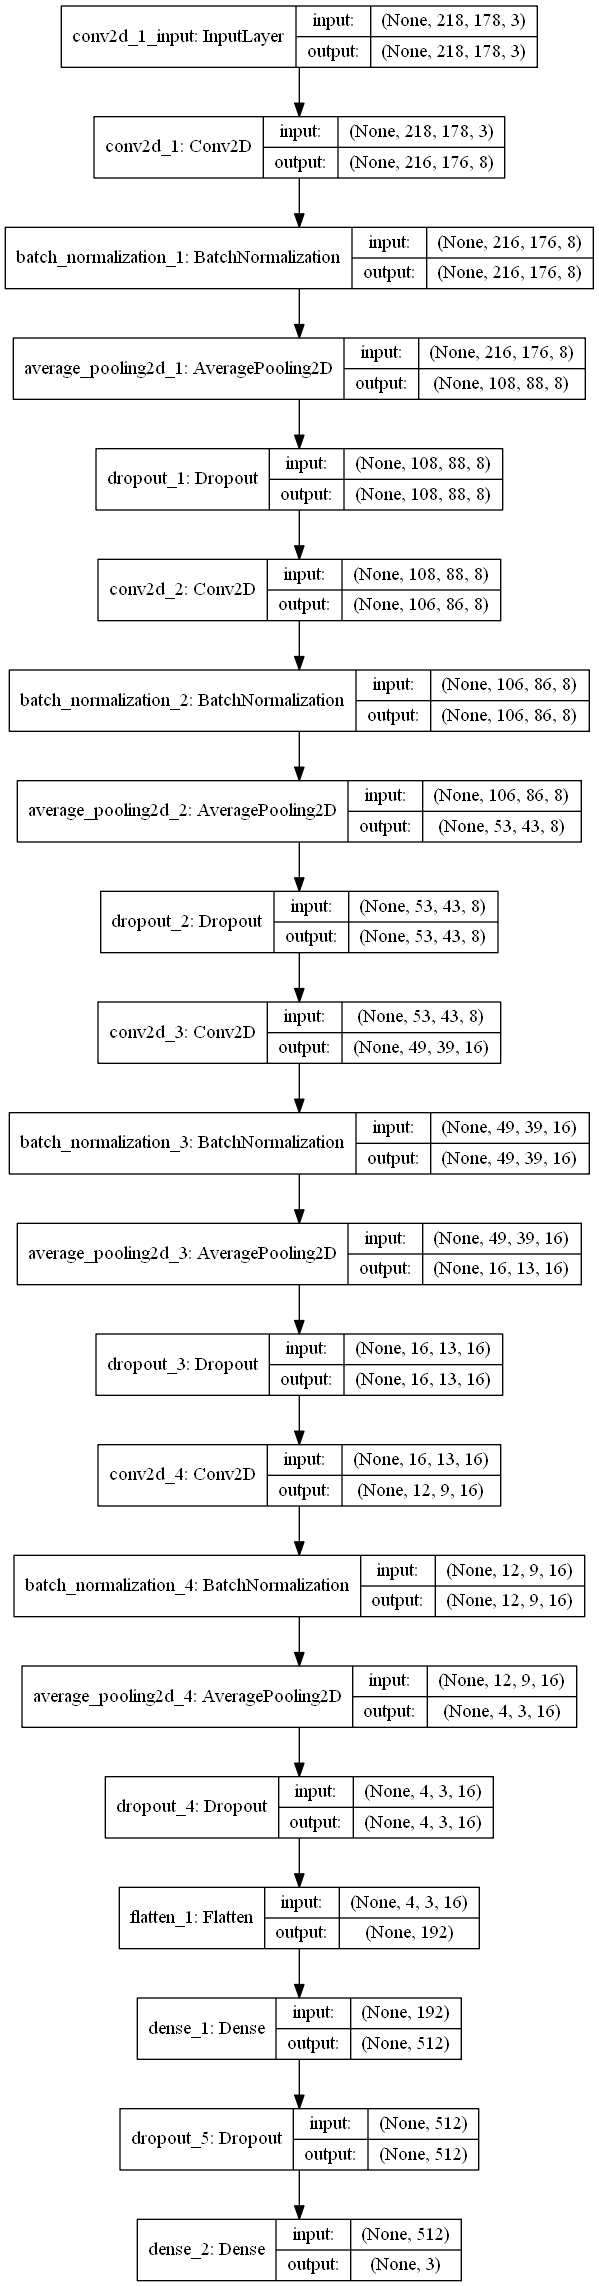 conv2d_1_input: InputLayer
input: (None, 218, 178, 3)
output: (None, 218, 178, 3)
conv2d_1: Conv2D
input: (None, 218, 178, 3)
output: (None, 216, 176, 8)
batch_normalization_1: BatchNormalization
input: (None, 216, 176, 8)
output: (None, 216, 176, 8)
average_pooling2d_1: AveragePooling2D
input: (None, 216, 176, 8)
output: (None, 108, 88, 8)
dropout_1: Dropout
input: (None, 108, 88, 8)
output: (None, 108, 88, 8)
conv2d_2: Conv2D
input: (None, 108, 88, 8)
output: (None, 106, 86, 8)
batch_normalization_2: BatchNormalization
input: (None, 106, 86, 8)
output: (None, 106, 86, 8)
average_pooling2d_2: AveragePooling2D
input: (None, 106, 86, 8)
output: (None, 53, 43, 8)
dropout_2: Dropout
input: (None, 53, 43, 8)
output: (None, 53, 43, 8)
conv2d_3: Conv2D
input: (None, 53, 43, 8)
output: (None, 49, 39, 16)
batch_normalization_3: BatchNormalization
input: (None, 49, 39, 16)
output: (None, 49, 39, 16)
average_pooling2d_3: AveragePooling2D
input: (None, 49, 39, 16)
output: (None, 16, 13, 16)
dropout_3: Dropout
input: (None, 16, 13, 16)
output: (None, 16, 13, 16)
conv2d_4: Conv2D
input: (None, 16, 13, 16)
output: (None, 12, 9, 16)
batch_normalization_4: BatchNormalization
input: (None, 12, 9, 16)
output: (None, 12, 9, 16)
average_pooling2d_4: AveragePooling2D
input: (None, 12, 9, 16)
output: (None, 4, 3, 16)
dropout_4: Dropout
input: (None, 4, 3, 16)
output: (None, 4, 3, 16)
flatten_1: Flatten
input: (None, 4, 3, 16)
output: (None, 192)
dense_1: Dense
input: (None, 192)
output: (None, 512)
dropout_5: Dropout
input: (None, 512)
output: (None, 512)
dense_2: Dense
input: (None, 512)
output: (None, 3)